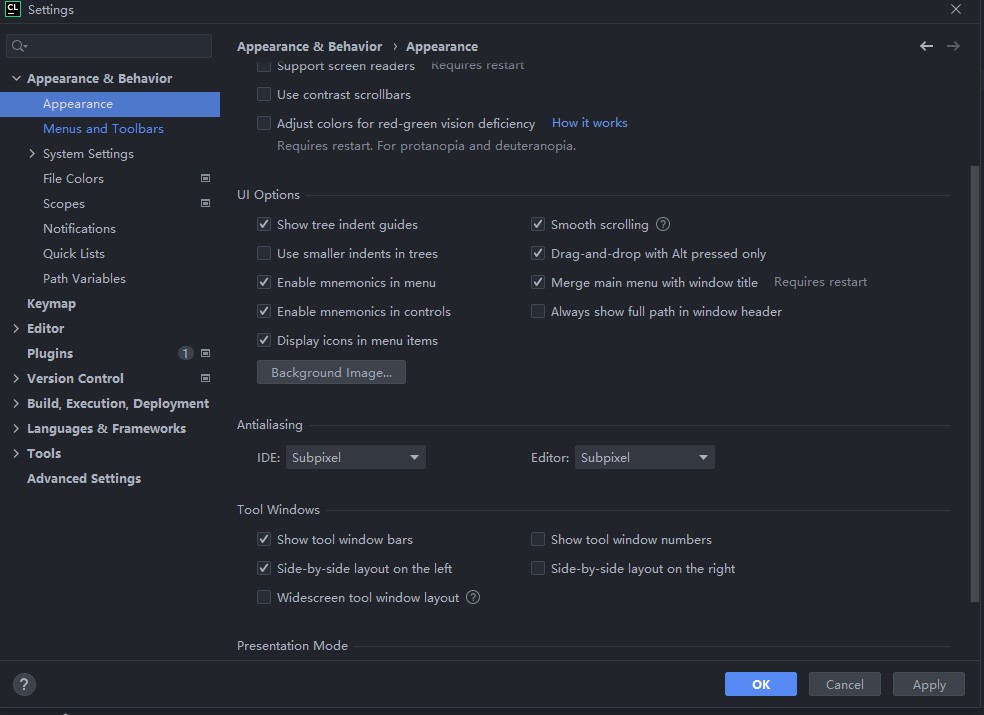 CL
Settings
Appearance & Behavior
Appearance
Menus and Toolbars
System Settings
File Colors
Scopes
Notifications
Quick Lists
Path Variables
Keymap
Editor
Plugins 1
Version Control
Build, Execution, Deployment
Languages & Frameworks
Tools
Advanced Settings
Appearance & Behavior › Appearance
Support screen readers Requires restart
Use contrast scrollbars
Adjust colors for red-green vision deficiency How it works
Requires restart. For protanopia and deuteranopia.
UI Options
Show tree indent guides Smooth scrolling ?
Use smaller indents in trees Drag-and-drop with Alt pressed only
Enable mnemonics in menu Merge main menu with window title Requires restart
Enable mnemonics in controls Always show full path in window header
Display icons in menu items
Background Image...
Antialiasing
IDE: Subpixel Editor: Subpixel
Tool Windows
Show tool window bars Show tool window numbers
Side-by-side layout on the left Side-by-side layout on the right
Widescreen tool window layout ?
Presentation Mode
? OK Cancel Apply